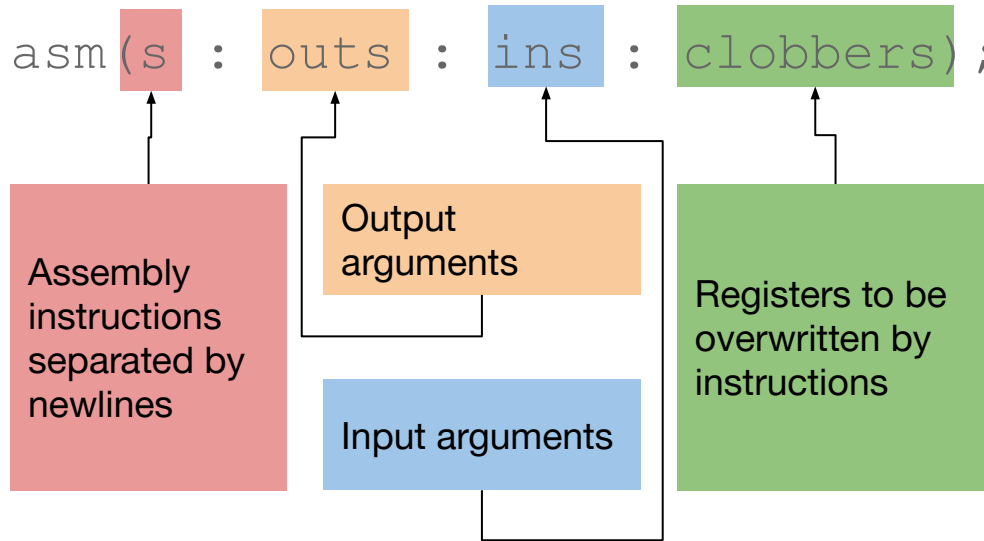 asm(s : outs : ins : clobbers);
Assembly
instructions
separated by
newlines
Output
arguments
Input arguments
Registers to be
overwritten by
instructions